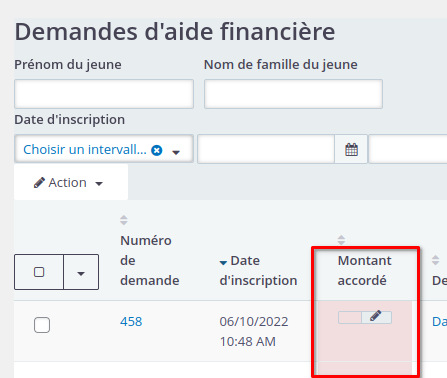 Demandes d'aide financière
Prénom du jeune
Nom de famille du jeune
Date d'inscription
Choisir un intervall...
Action
Numéro
de
demande
Date
d'inscription
Montant
accordé
De
458
06/10/2022
10:48 AM
Da